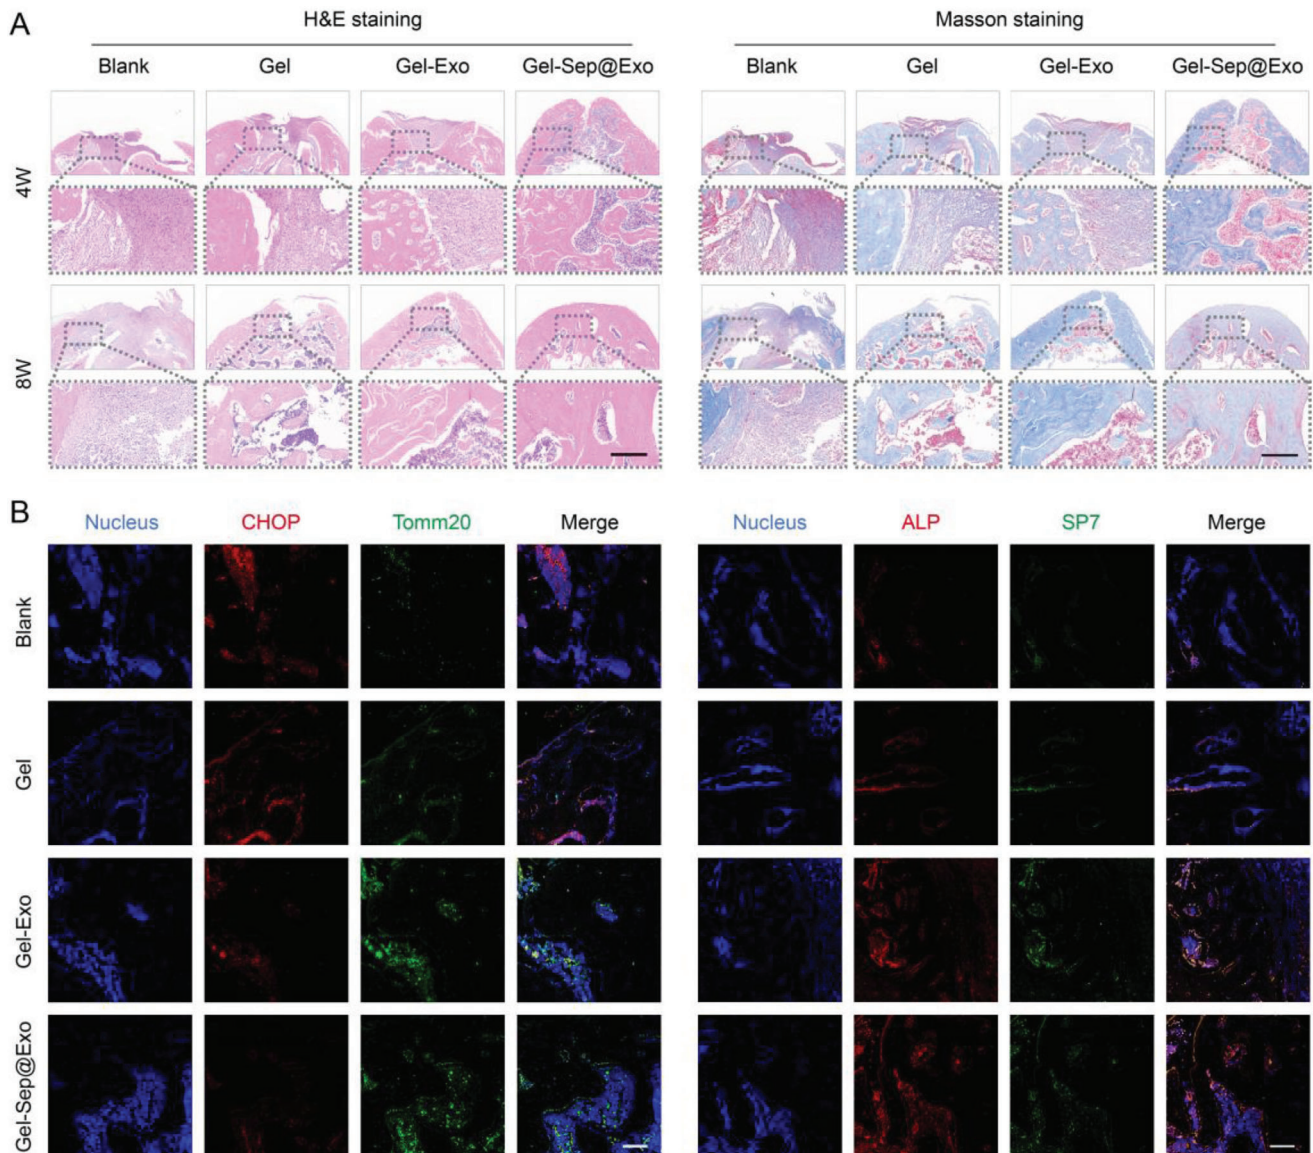 A
H&E staining
Masson staining
Blank Gel Gel-Exo Gel-Sep@Exo Blank Gel Gel-Exo Gel-Sep@Exo
4W
8W
B
Nucleus CHOP Tomm20 Merge Nucleus ALP SP7 Merge
Blank
Gel
Gel-Exo
Gel-Sep@Exo